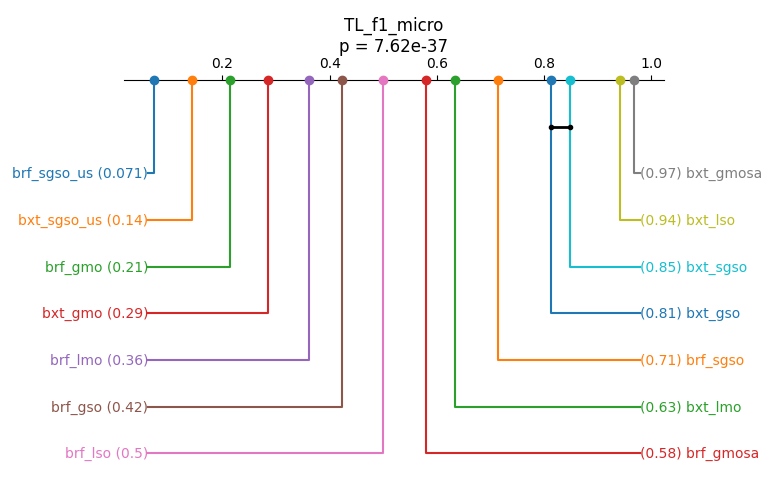 TL_f1_micro
p = 7.62e-37
0.2 0.4 0.6 0.8 1.0
brf_sgso_us (0.071) (0.97) bxt_gmosa
bxt_sgso_us (0.14) (0.94) bxt_lso
brf_gmo (0.21) (0.85) bxt_sgso
bxt_gmo (0.29) (0.81) bxt_gso
brf_lmo (0.36) (0.71) brf_sgso
brf_gso (0.42) (0.63) bxt_lmo
brf_lso (0.5) (0.58) brf_gmosa